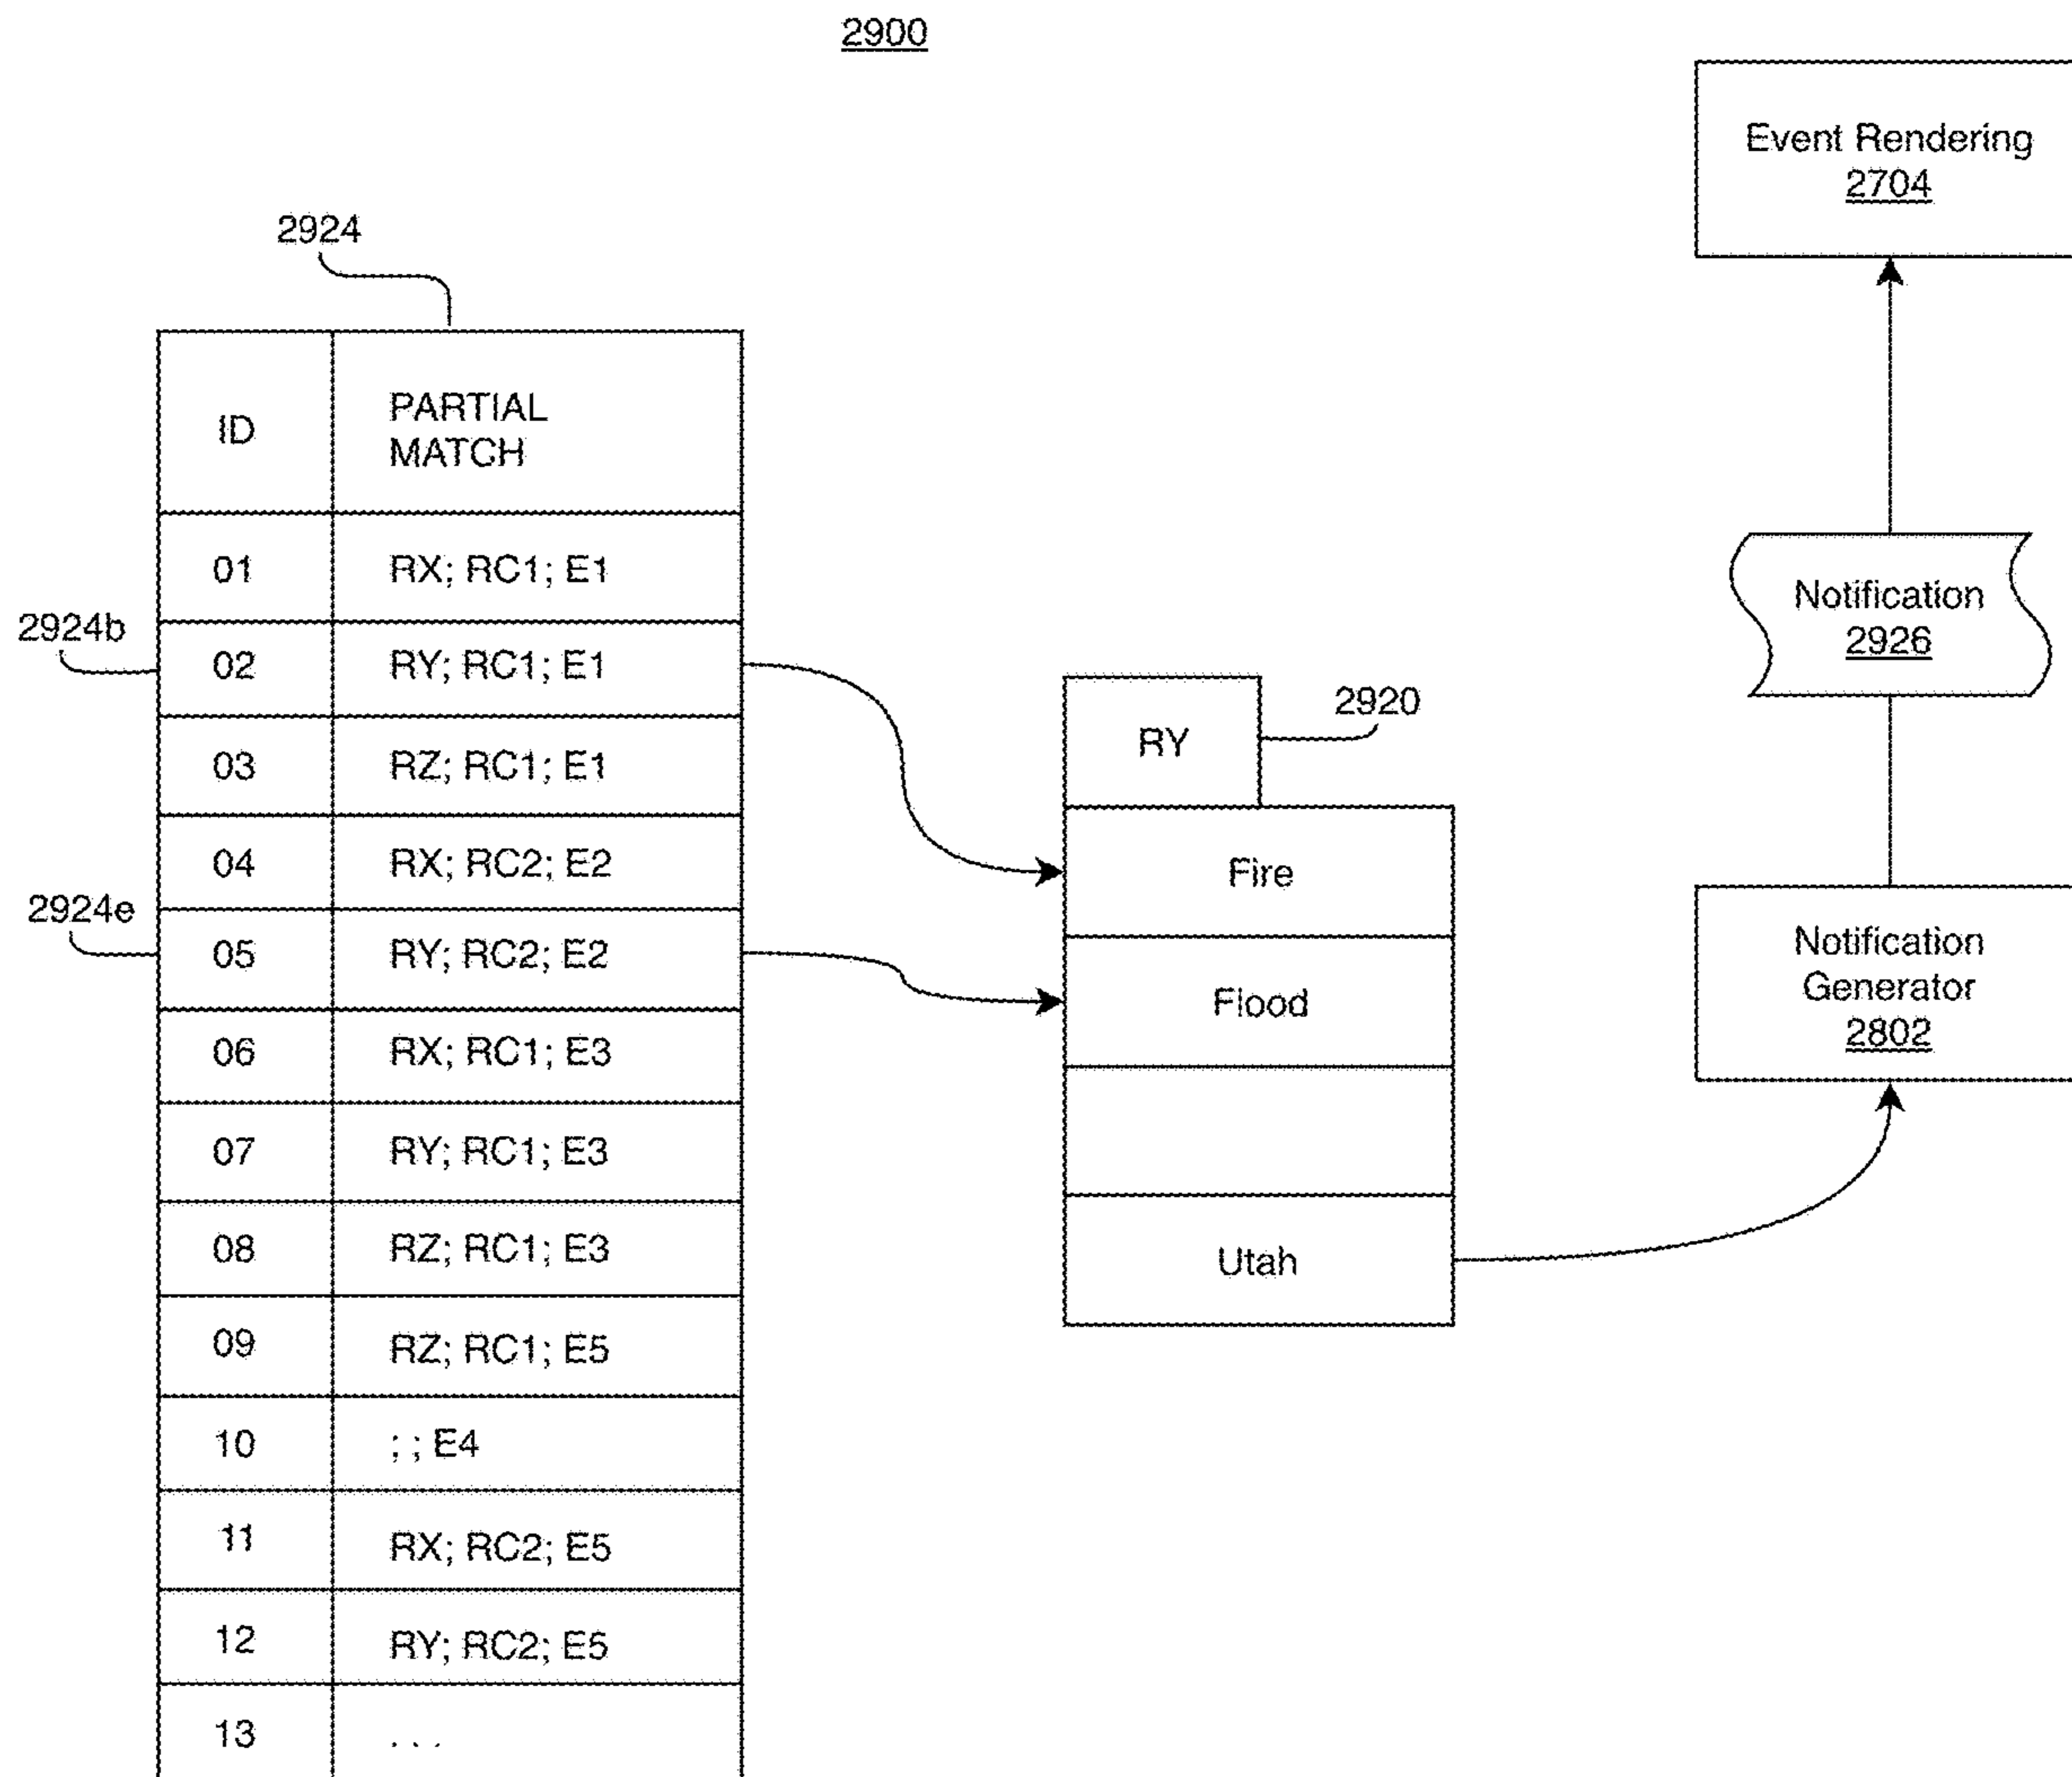 2900
2924
ID PARTIAL
MATCH
01 RX; RC1; E1
2924b
02 RY; RC1; E1
03 RZ; RC1; E1
04 RX; RC2; E2
2924e
05 RY; RC2; E2
06 RX; RC1; E3
07 RY; RC1; E3
08 RZ; RC1; E3
09 RZ; RC1; E5
10 ; ; E4
11 RX; RC2; E5
12 RY; RC2; E5
13 . . .
RY
2920
Fire
Flood
Utah
Event Rendering
2704
Notification
2926
Notification
Generator
2802